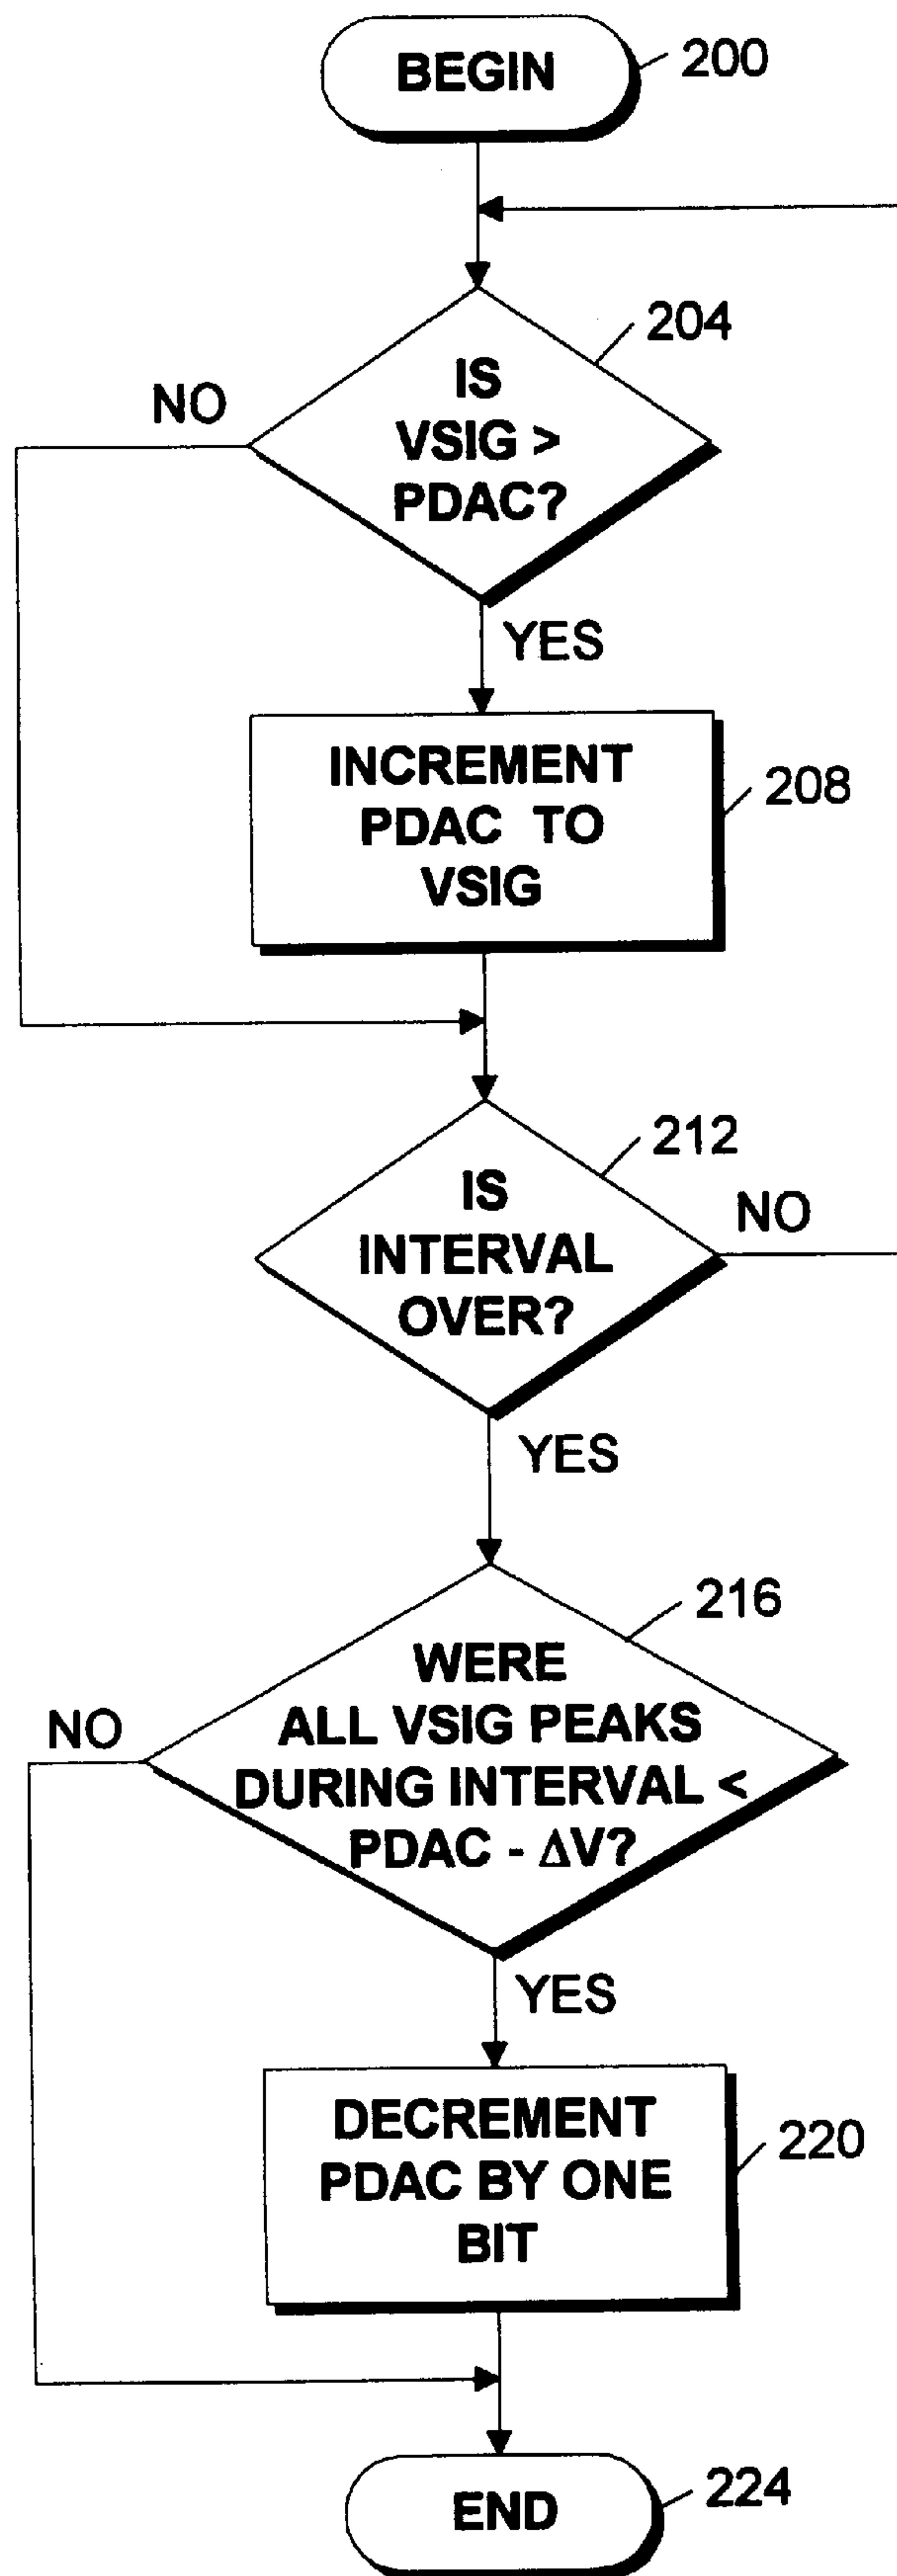 BEGIN
200
204
IS
VSIG >
PDAC?
NO
YES
INCREMENT
PDAC TO
VSIG
208
212
IS
INTERVAL
OVER?
NO
YES
216
WERE
ALL VSIG PEAKS
DURING INTERVAL <
PDAC - ΔV?
NO
YES
DECREMENT
PDAC BY ONE
BIT
220
END
224